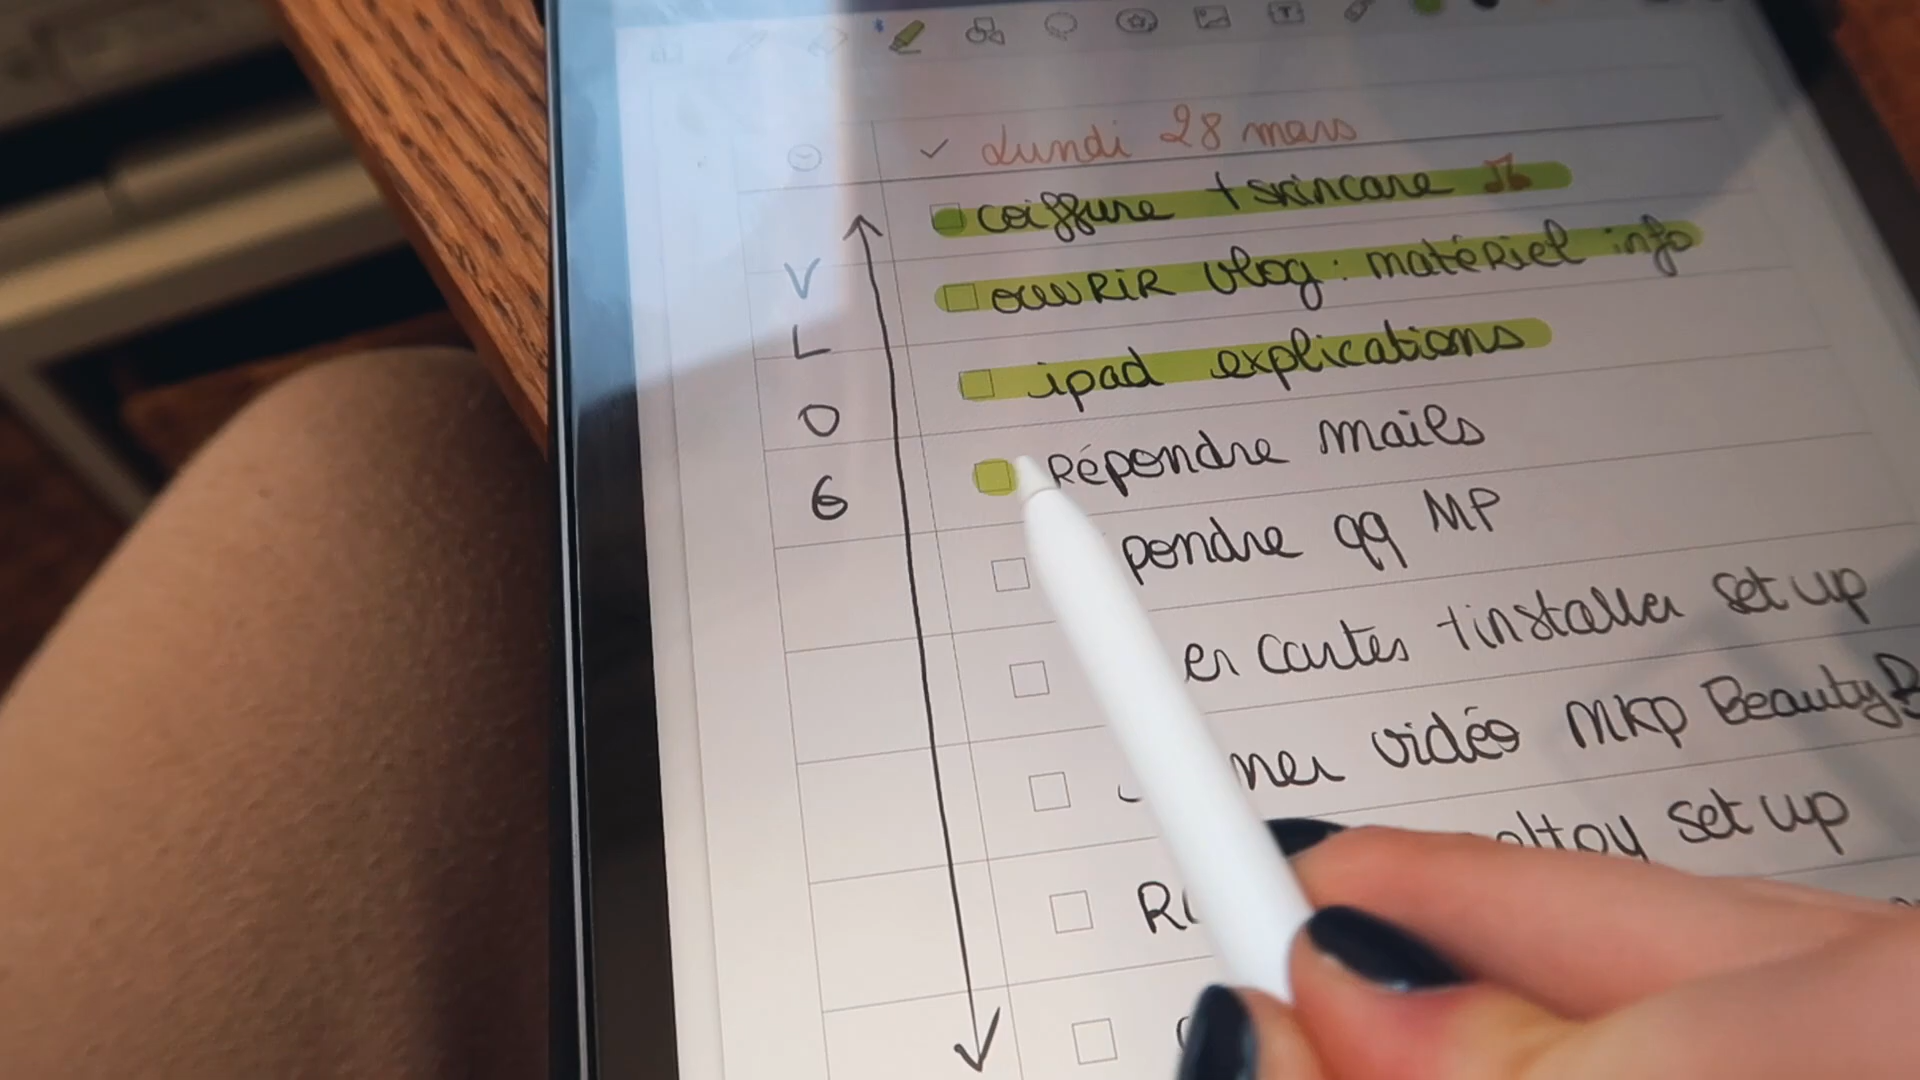 Lundi 28 mars
coiffure + skincare
ouvrir vlog: matériel info
ipad explications
Répondre mails
pondre qq MP
er cartes + installer set up
ner vidéo MKP Beauty
set up
V
L
O
G